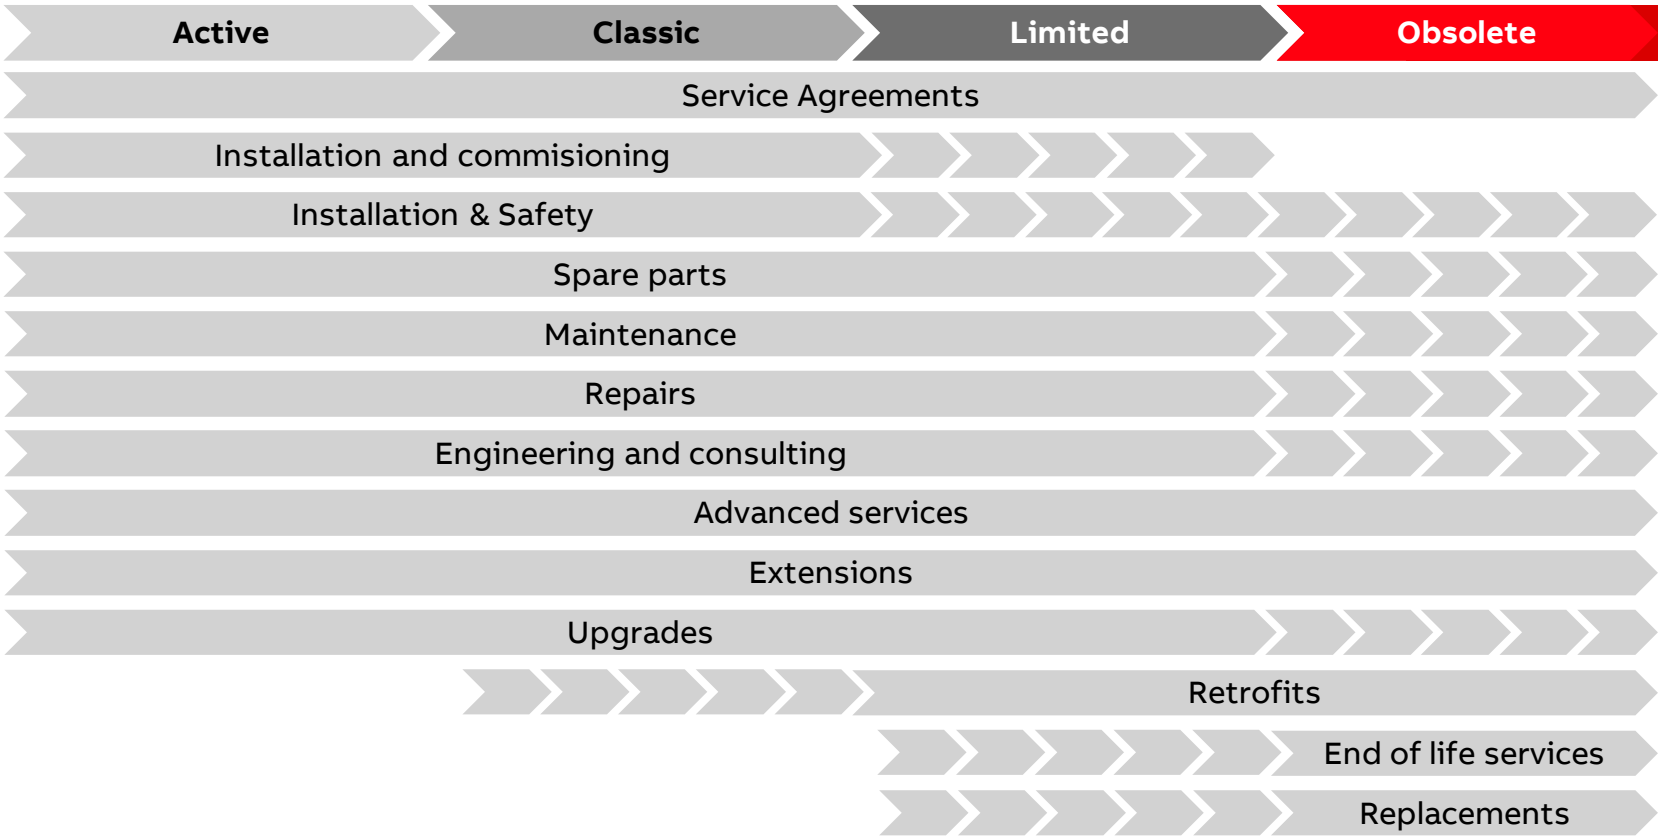 Active Classic Limited Obsolete
Service Agreements
Installation and commisioning
Installation & Safety
Spare parts
Maintenance
Repairs
Engineering and consulting
Advanced services
Extensions
Upgrades
Retrofits
End of life services
Replacements